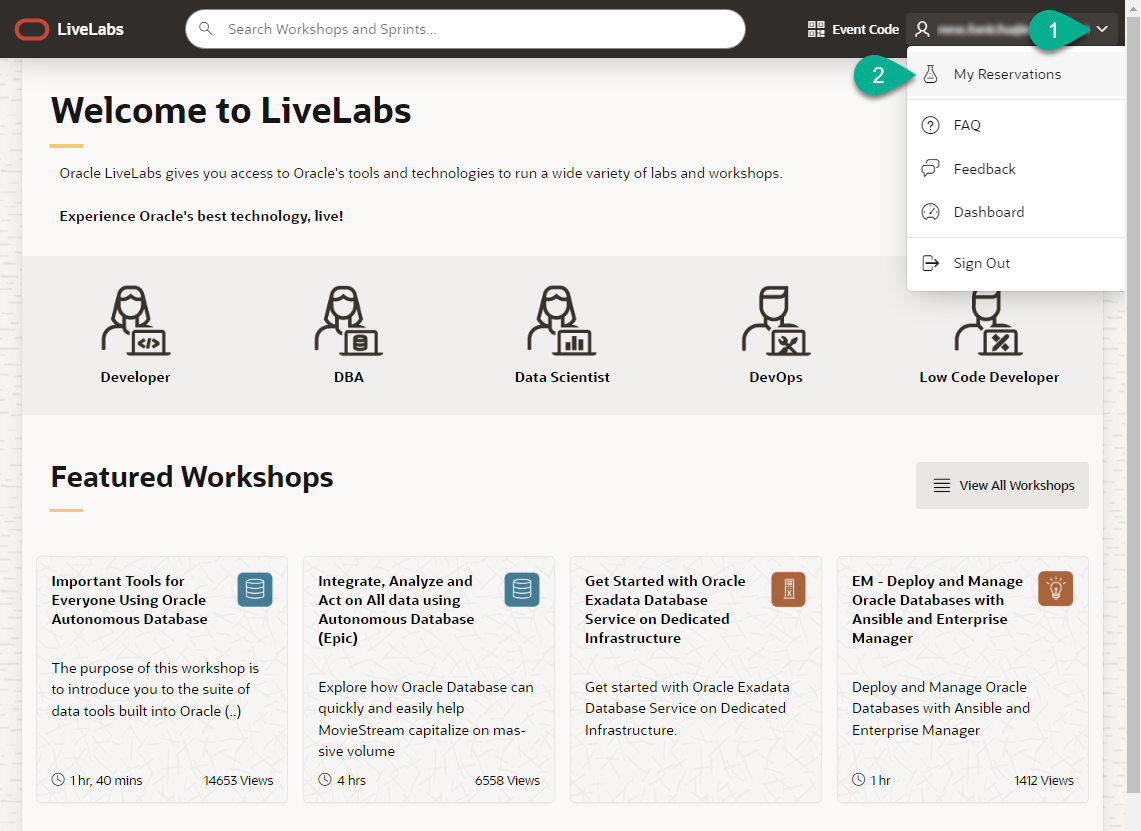 LiveLabs
Search Workshops and Sprints...
Event Code
1
2
My Reservations
FAQ
Feedback
Dashboard
Sign Out
Welcome to LiveLabs
Oracle LiveLabs gives you access to Oracle's tools and technologies to run a wide variety of labs and workshops.
Experience Oracle's best technology, live!
Developer
DBA
Data Scientist
DevOps
Low Code Developer
Featured Workshops
View All Workshops
Important Tools for
Everyone Using Oracle
Autonomous Database
The purpose of this workshop is
to introduce you to the suite of
data tools built into Oracle (..)
1 hr, 40 mins
14653 Views
Integrate, Analyze and
Act on All data using
Autonomous Database
(Epic)
Explore how Oracle Database can
quickly and easily help
MovieStream capitalize on mas-
sive volume
4 hrs
6558 Views
Get Started with Oracle
Exadata Database
Service on Dedicated
Infrastructure
Get started with Oracle Exadata
Database Service on Dedicated
Infrastructure.
EM - Deploy and Manage
Oracle Databases with
Ansible and Enterprise
Manager
Deploy and Manage Oracle
Databases with Ansible and
Enterprise Manager
1 hr
1412 Views